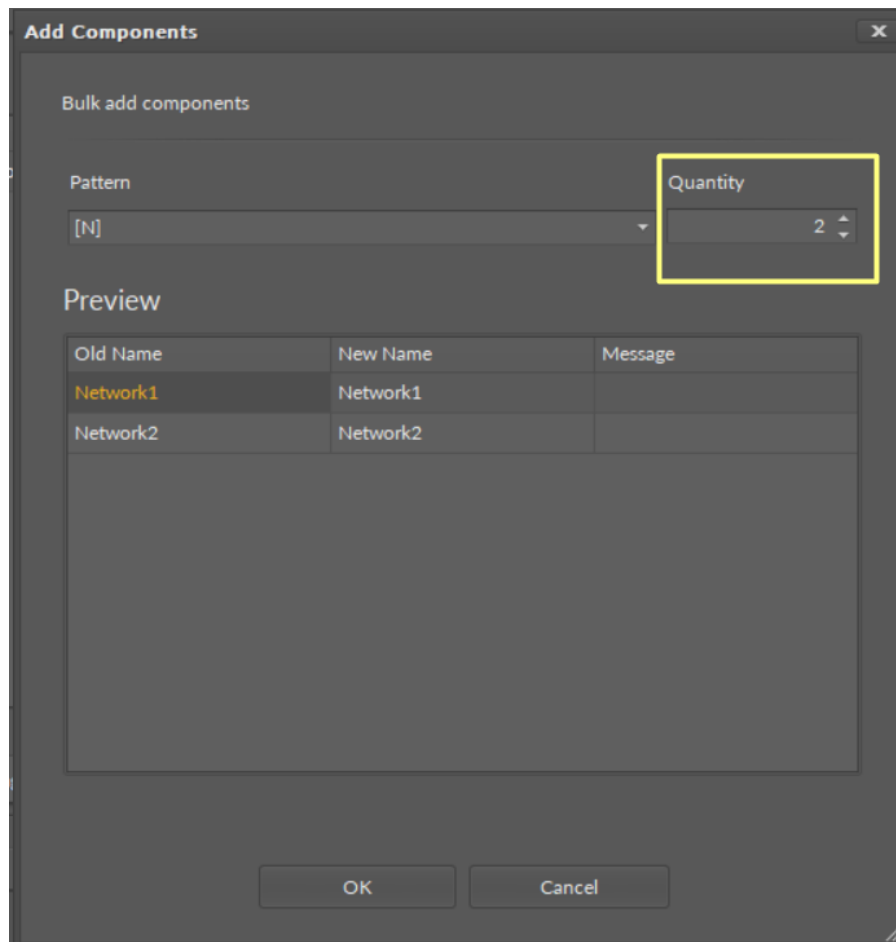 Add Components
Bulk add components
Pattern Quantity
[N] 2
Preview
Old Name New Name Message
Network1 Network1
Network2 Network2
OK Cancel